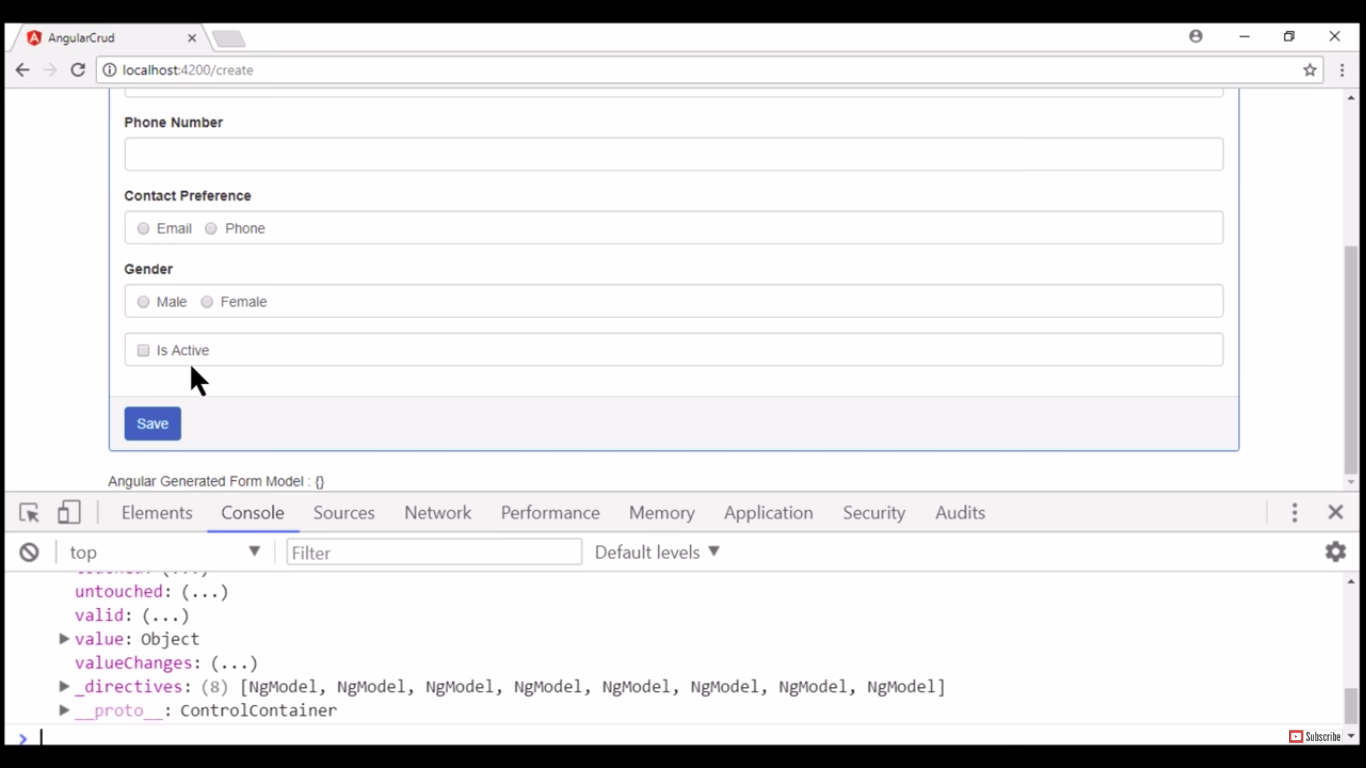 AngularCrud
localhost:4200/create
Phone Number
Contact Preference
Email Phone
Gender
Male Female
Is Active
Save
Angular Generated Form Model : {}
Elements Console Sources Network Performance Memory Application Security Audits
top Filter Default levels
untouched: (...)
valid: (...)
value: Object
valueChanges: (...)
_directives: (8) [NgModel, NgModel, NgModel, NgModel, NgModel, NgModel, NgModel, NgModel]
__proto__: ControlContainer
Subscribe